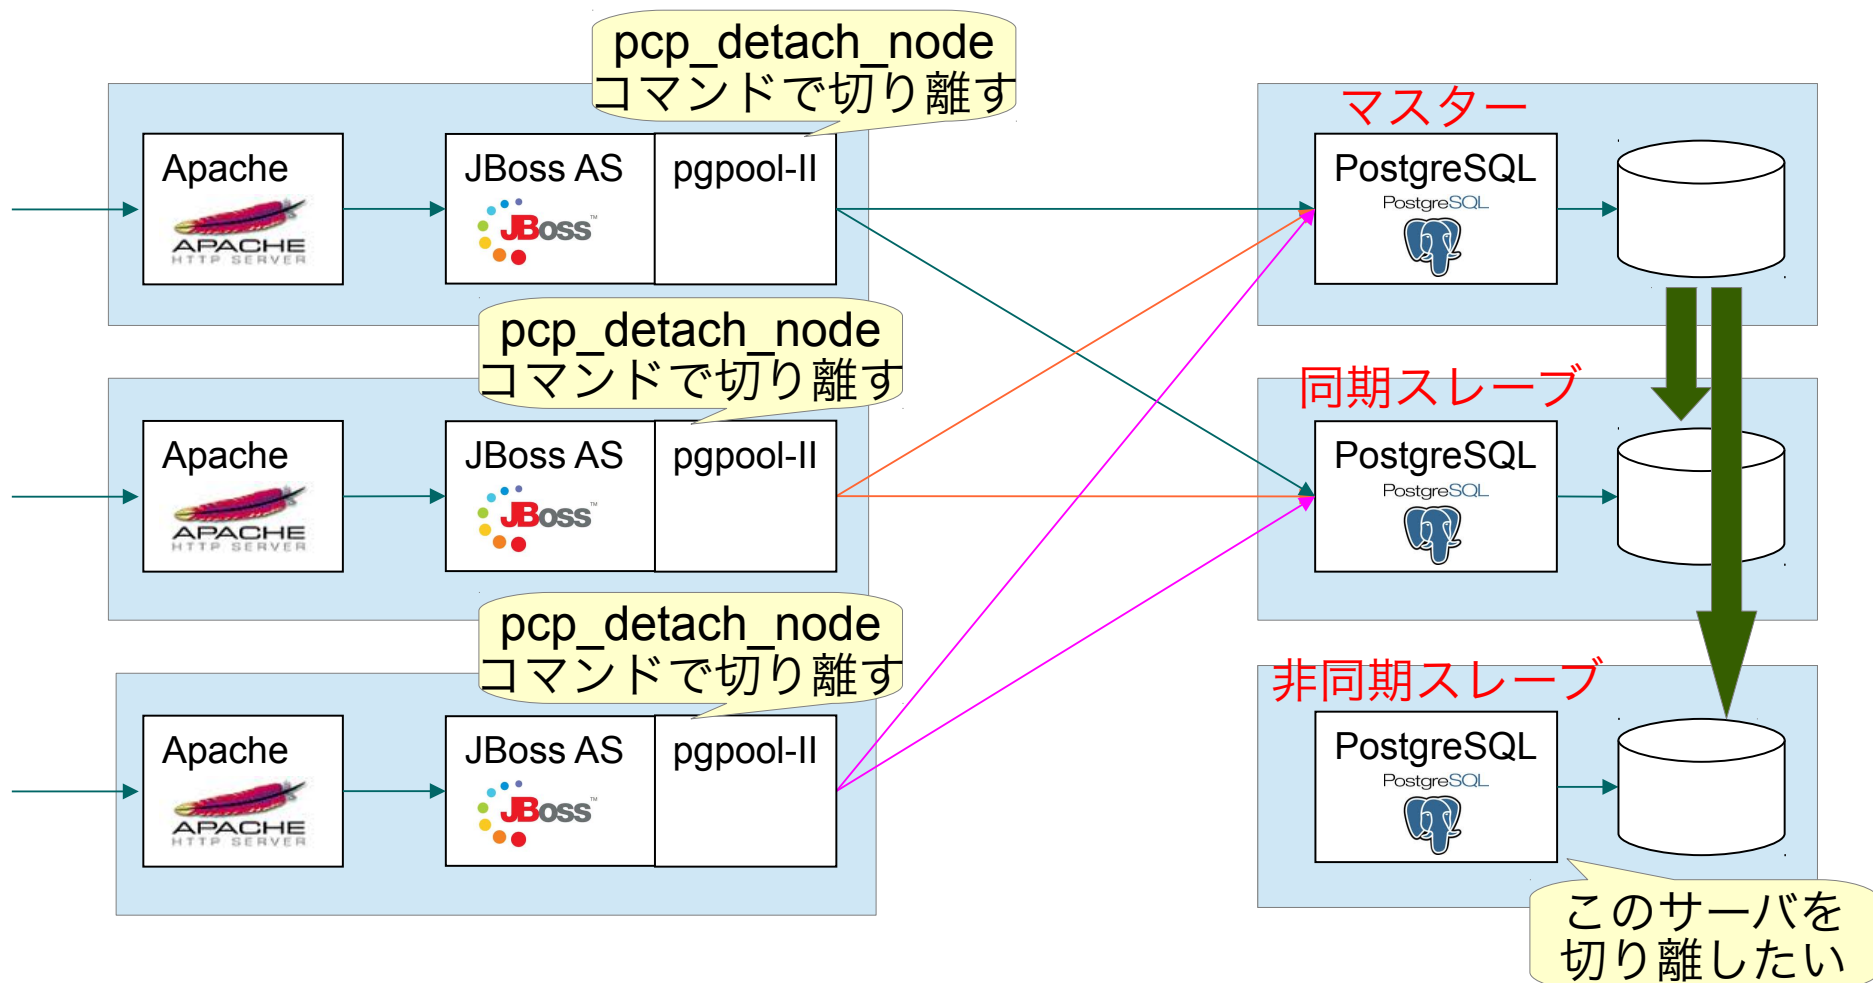 pcp_detach_node
コマンドで切り離す
マスター
Apache
JBoss AS
pgpool-II
PostgreSQL
APACHE
HTTP SERVER
JBoss™
PostgreSQL
pcp_detach_node
コマンドで切り離す
同期スレーブ
Apache
JBoss AS
pgpool-II
PostgreSQL
APACHE
HTTP SERVER
JBoss™
PostgreSQL
pcp_detach_node
コマンドで切り離す
非同期スレーブ
Apache
JBoss AS
pgpool-II
PostgreSQL
APACHE
HTTP SERVER
JBoss™
PostgreSQL
このサーバを
切り離したい